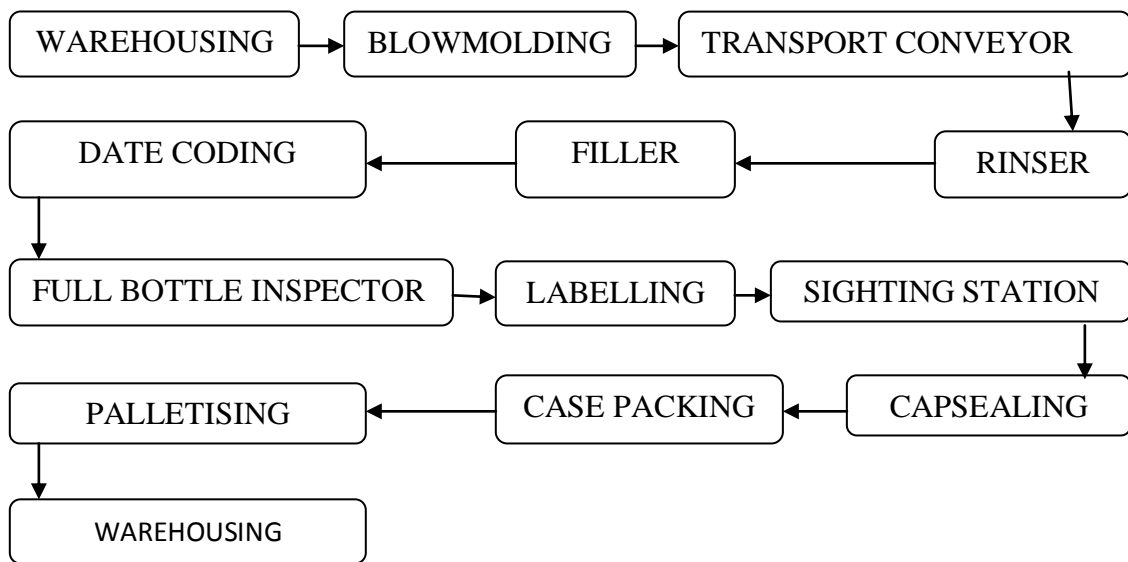 WAREHOUSING
BLOWMOLDING
TRANSPORT CONVEYOR
RINSER
FILLER
DATE CODING
FULL BOTTLE INSPECTOR
LABELLING
SIGHTING STATION
CAPSEALING
CASE PACKING
PALLETISING
WAREHOUSING